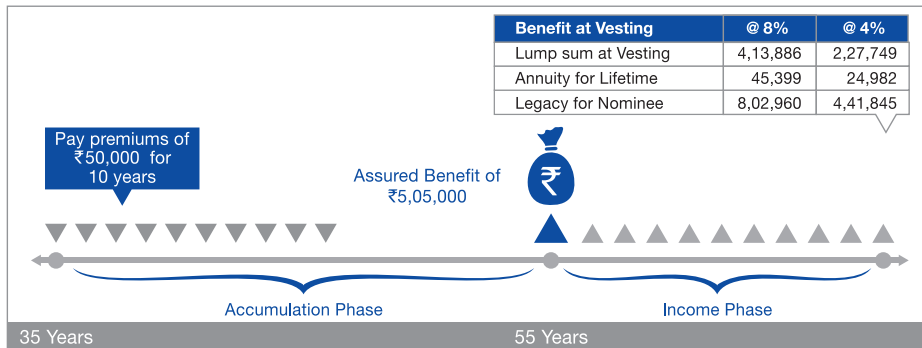 Benefit at Vesting @ 8% @ 4%
Lump sum at Vesting 4,13,886 2,27,749
Annuity for Lifetime 45,399 24,982
Legacy for Nominee 8,02,960 4,41,845
Pay premiums of
₹50,000 for
10 years
Assured Benefit of
₹5,05,000
₹
Accumulation Phase
Income Phase
35 Years
55 Years